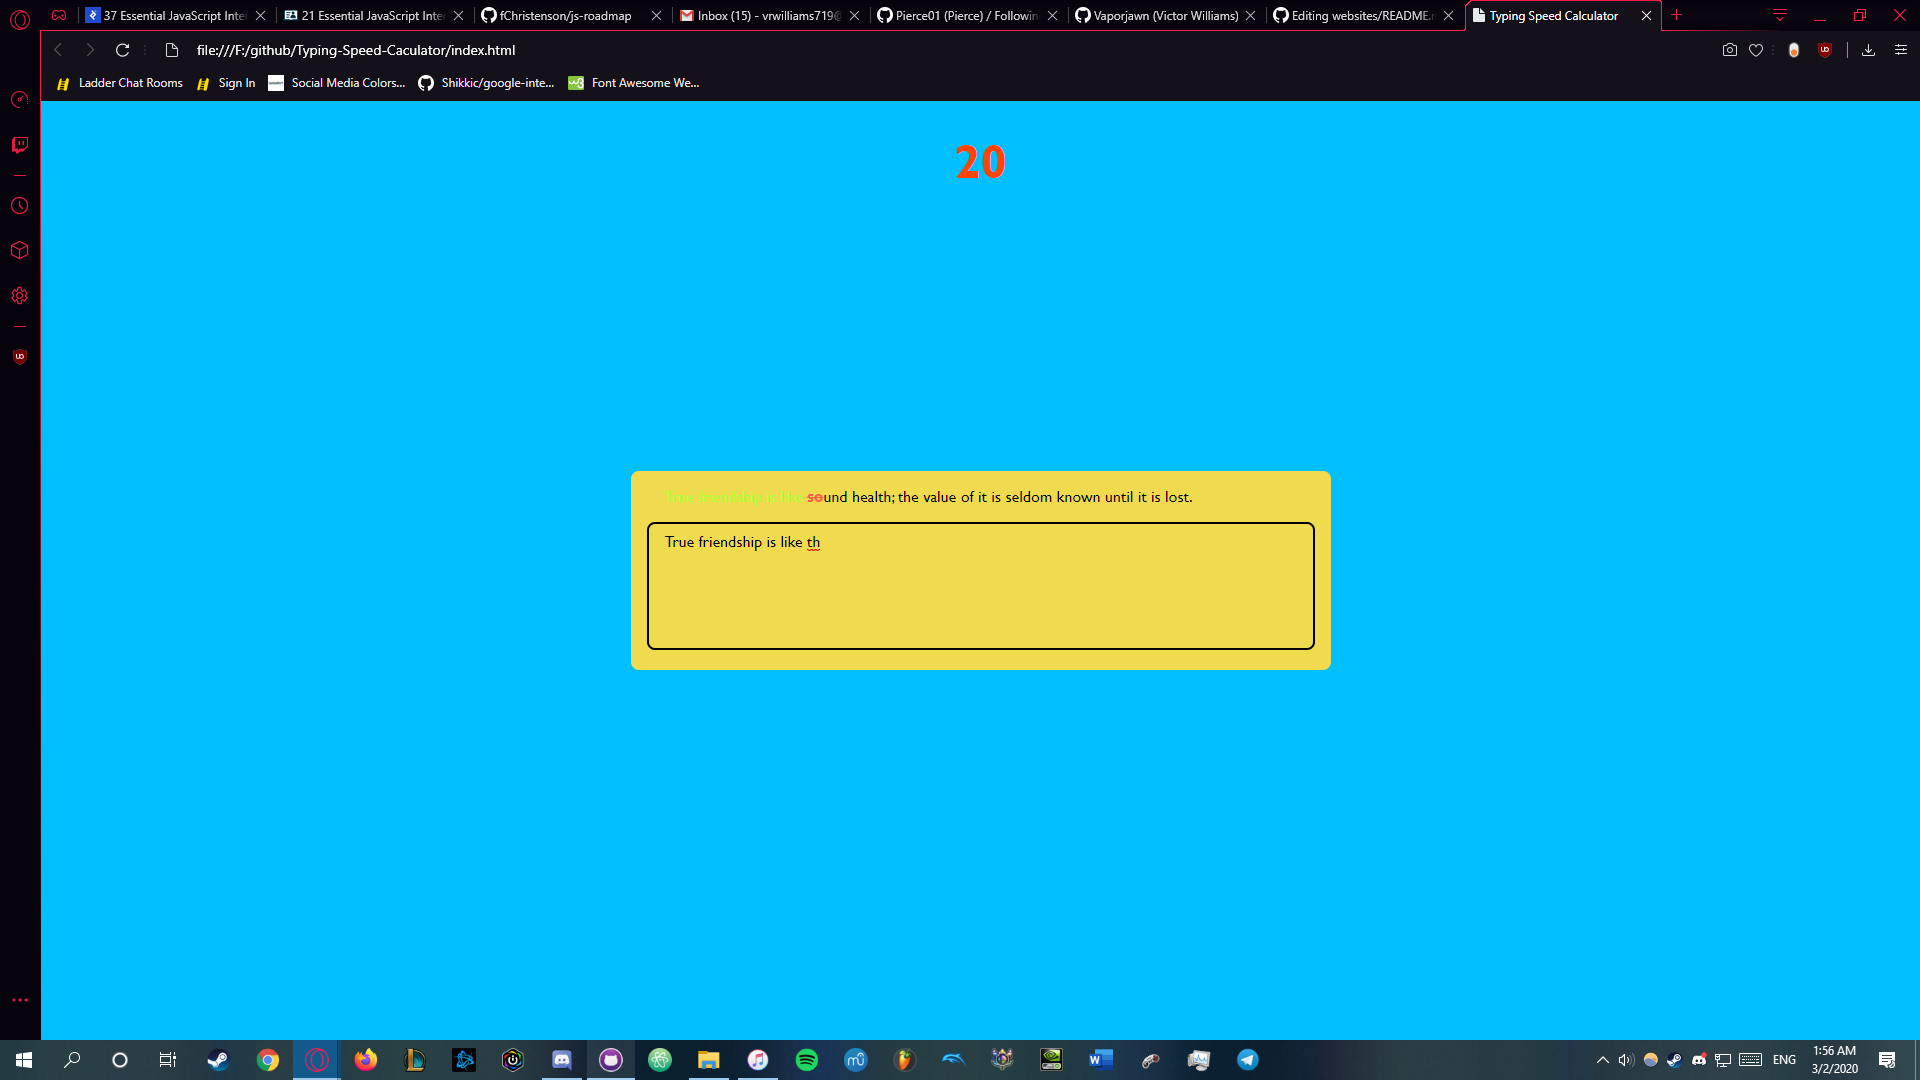 37 Essential JavaScript Inte
21 Essential JavaScript Inte
fChristenson/js-roadmap
Inbox (15) - vrwilliams719@
Pierce01 (Pierce) / Followin
Vaporjawn (Victor Williams)
Editing websites/README.
Typing Speed Calculator
file:///F:/github/Typing-Speed-Caculator/index.html
Ladder Chat Rooms
Sign In
Social Media Colors...
Shikkic/google-inte...
Font Awesome We...
20
True friendship is like sound health; the value of it is seldom known until it is lost.
True friendship is like th
ENG
1:56 AM
3/2/2020